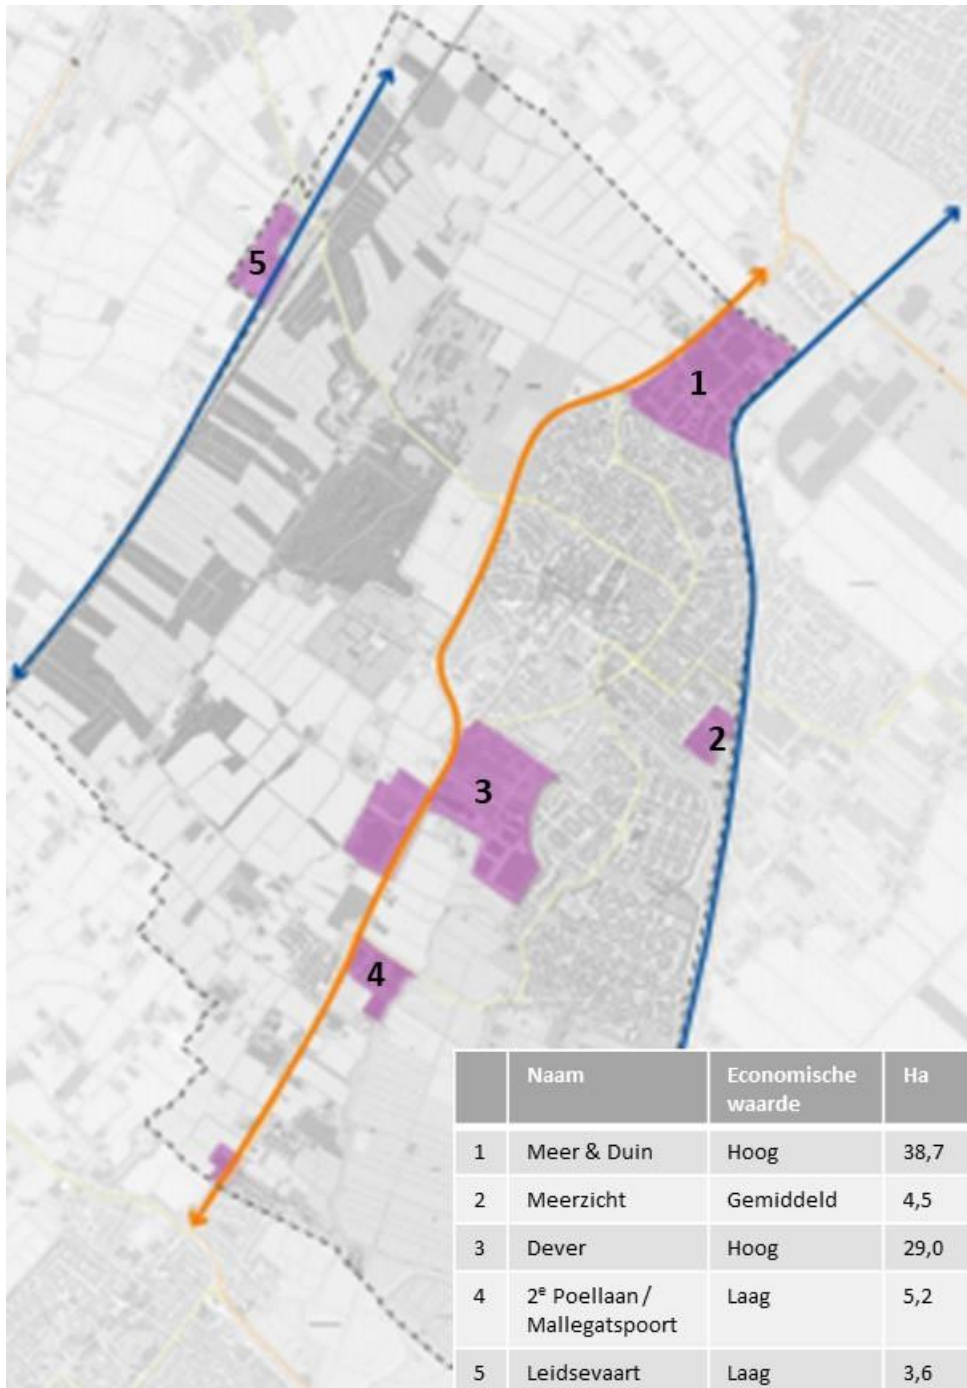 5
1
2
3
4
Naam Economische waarde Ha
1 Meer & Duin Hoog 38,7
2 Meerzicht Gemiddeld 4,5
3 Dever Hoog 29,0
4 2e Poellaan / Mallegatspoort Laag 5,2
5 Leidsevaart Laag 3,6